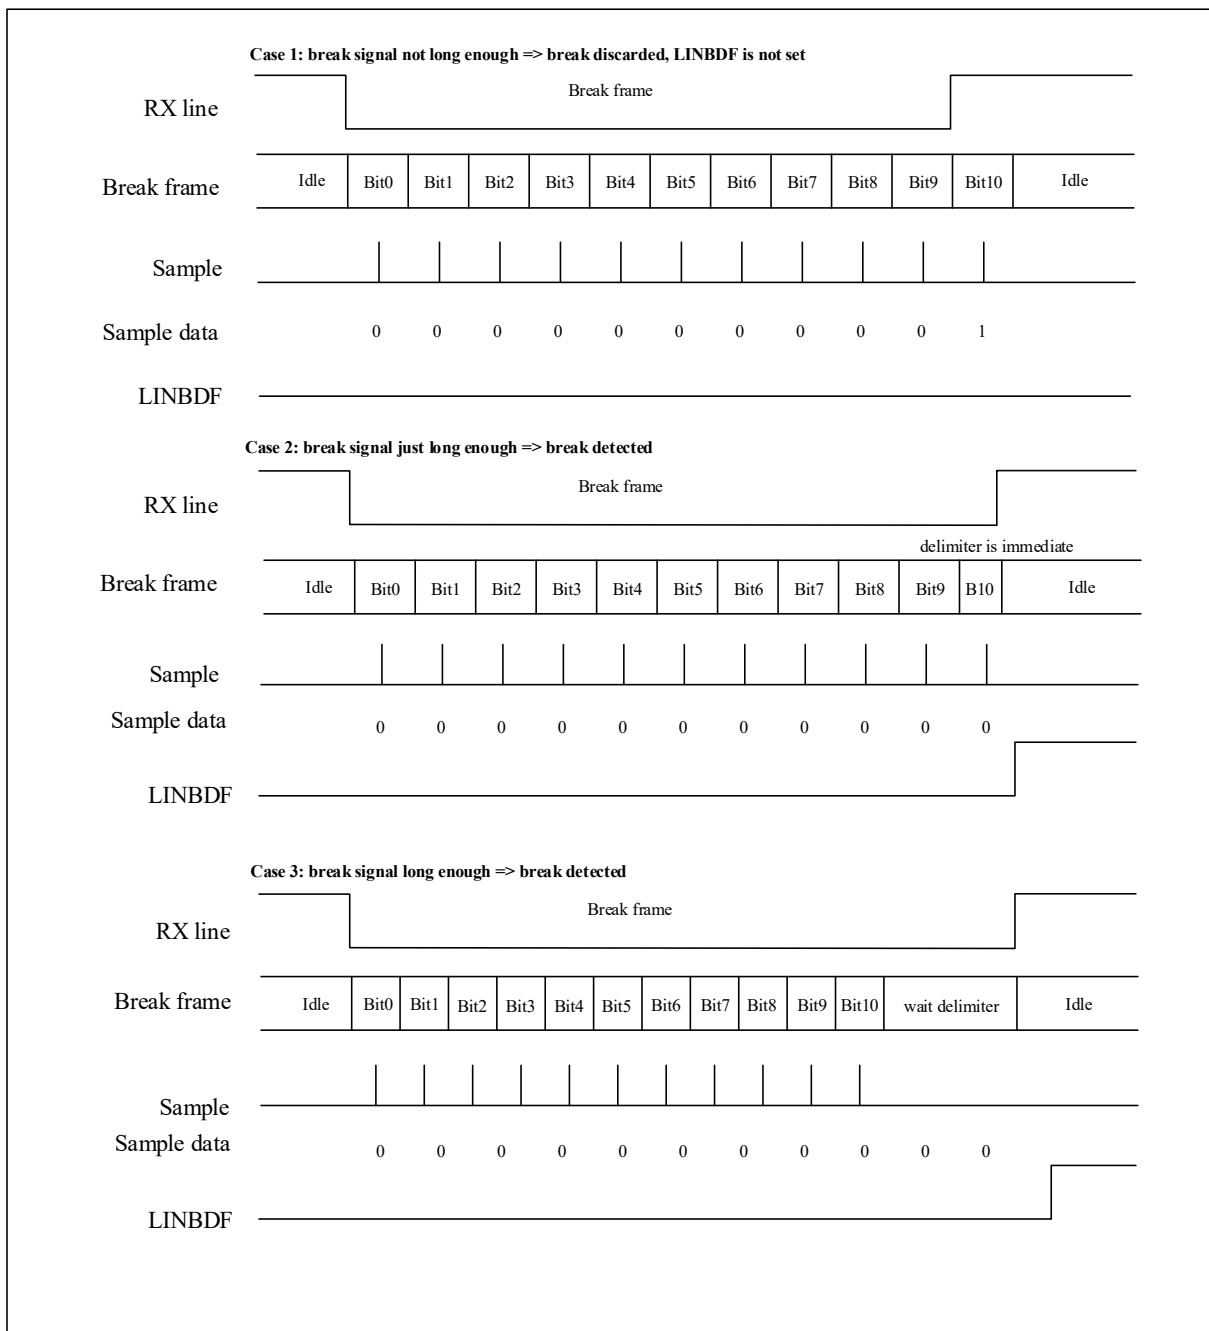 Case 1: break signal not long enough => break discarded, LINBDF is not set
Break frame
RX line
Break frame Idle Bit0 Bit1 Bit2 Bit3 Bit4 Bit5 Bit6 Bit7 Bit8 Bit9 Bit10 Idle
Sample
Sample data 0 0 0 0 0 0 0 0 0 0 1
LINBDF
Case 2: break signal just long enough => break detected
Break frame
RX line
delimiter is immediate
Break frame Idle Bit0 Bit1 Bit2 Bit3 Bit4 Bit5 Bit6 Bit7 Bit8 Bit9 B10 Idle
Sample
Sample data 0 0 0 0 0 0 0 0 0 0 0
LINBDF
Case 3: break signal long enough => break detected
Break frame
RX line
Break frame Idle Bit0 Bit1 Bit2 Bit3 Bit4 Bit5 Bit6 Bit7 Bit8 Bit9 Bit10 wait delimiter Idle
Sample
Sample data 0 0 0 0 0 0 0 0 0 0 0
LINBDF